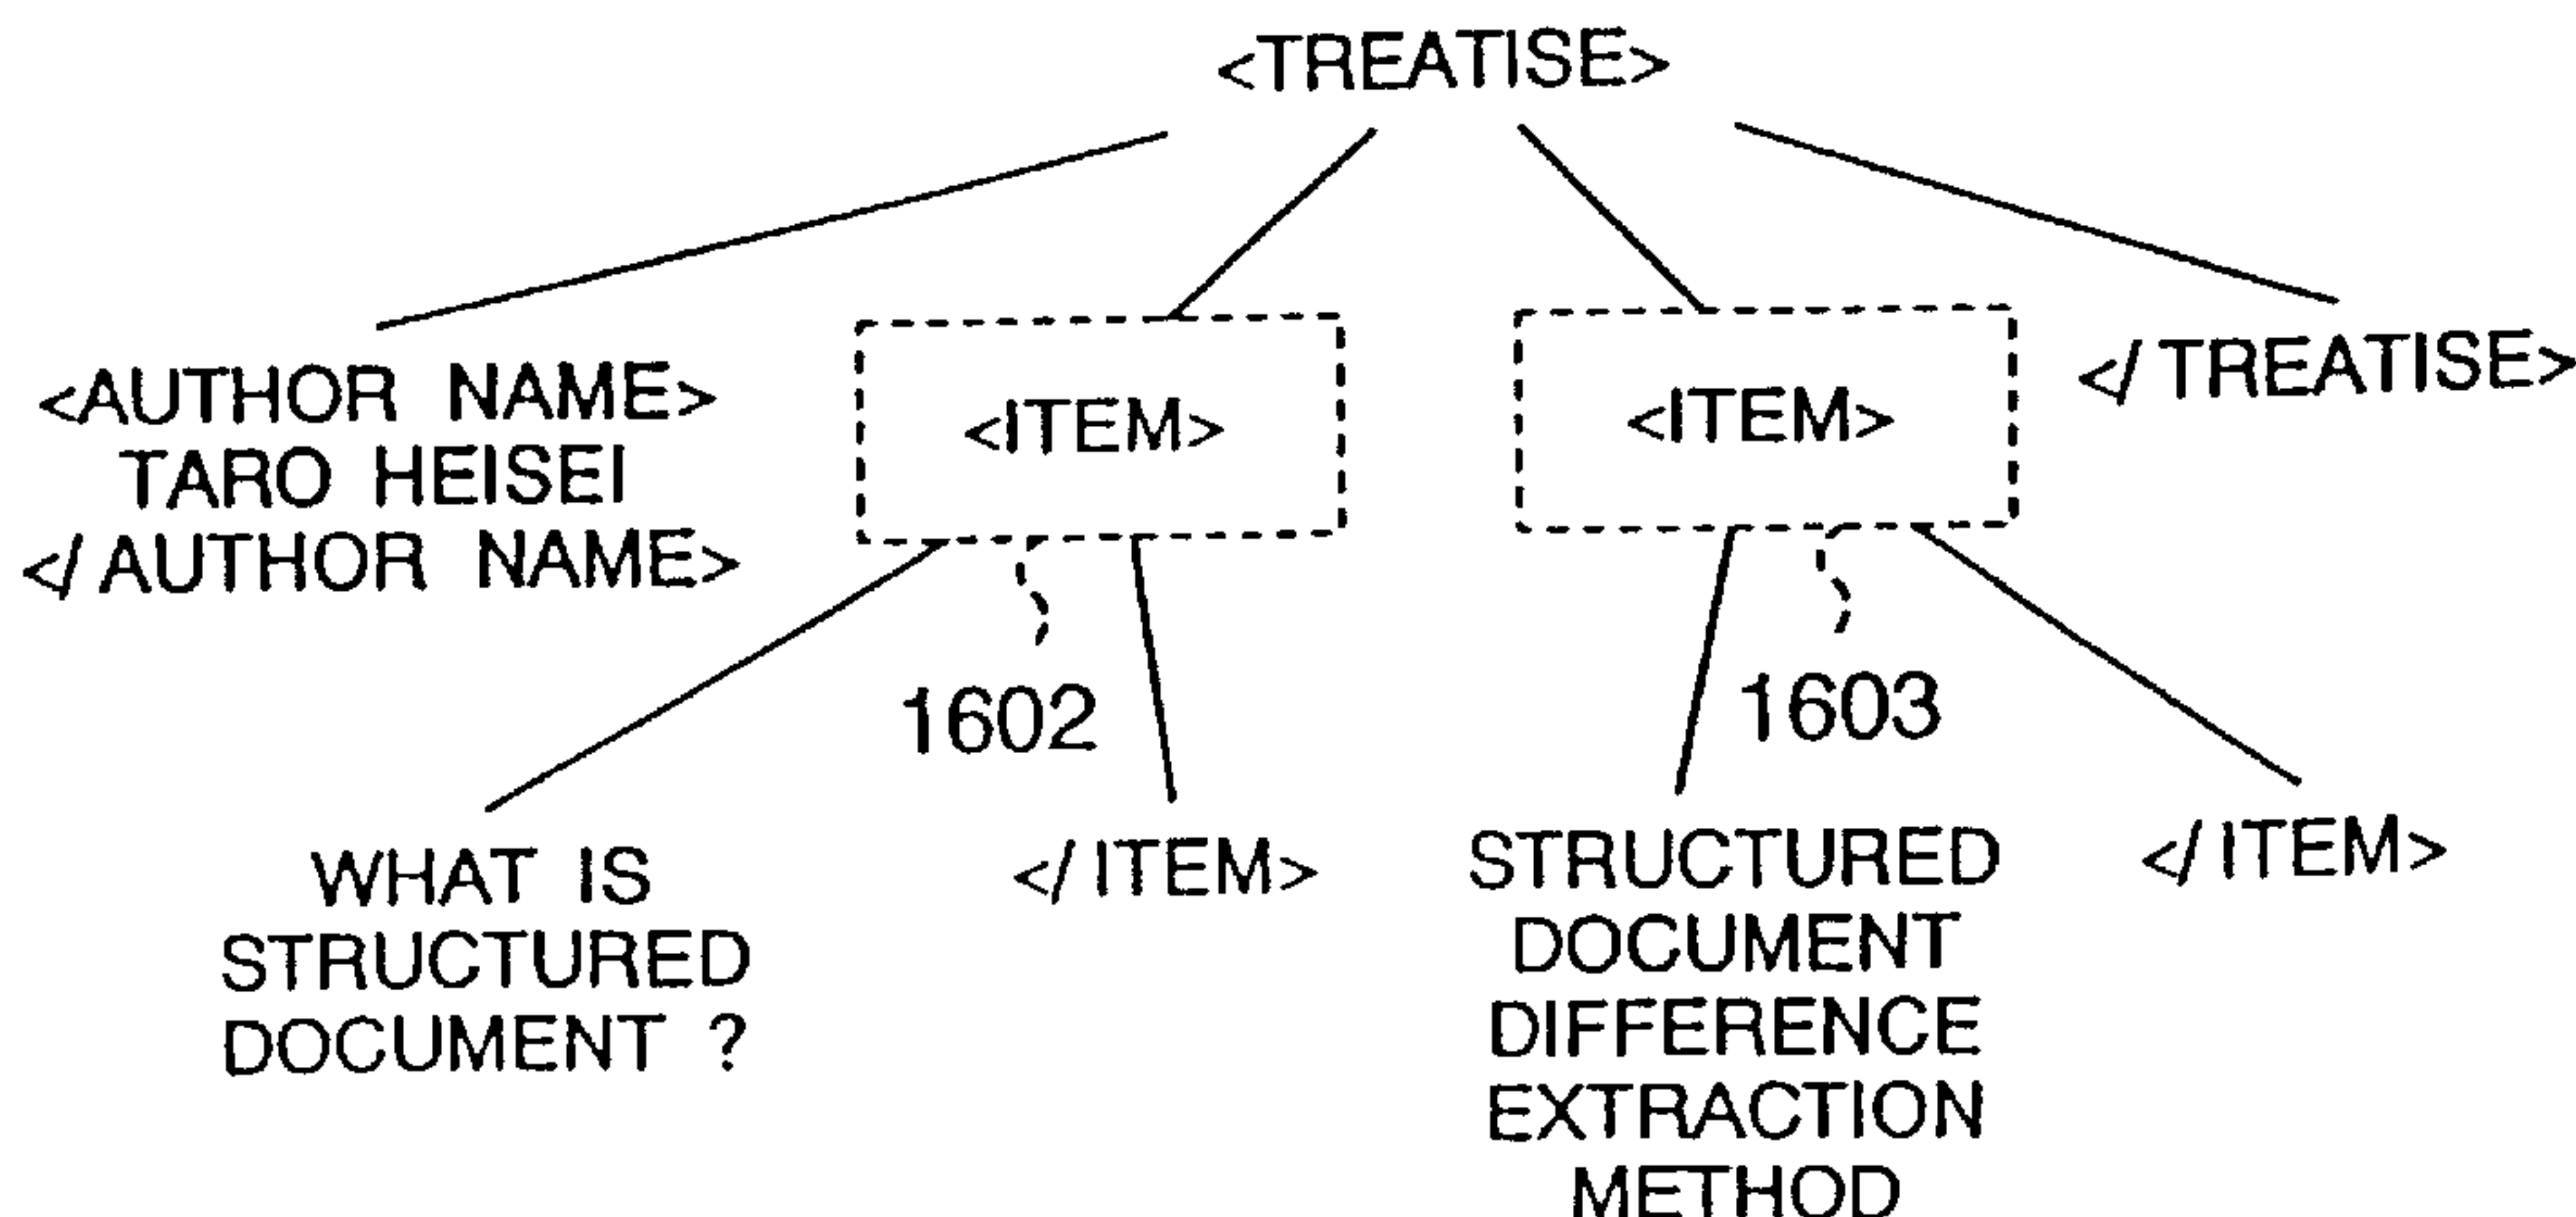 <TREATISE>
<AUTHOR NAME>
TARO HEISEI
</AUTHOR NAME>
<ITEM>
<ITEM>
</TREATISE>
1602
1603
WHAT IS
STRUCTURED
DOCUMENT ?
</ITEM>
STRUCTURED
DOCUMENT
DIFFERENCE
EXTRACTION
METHOD
</ITEM>